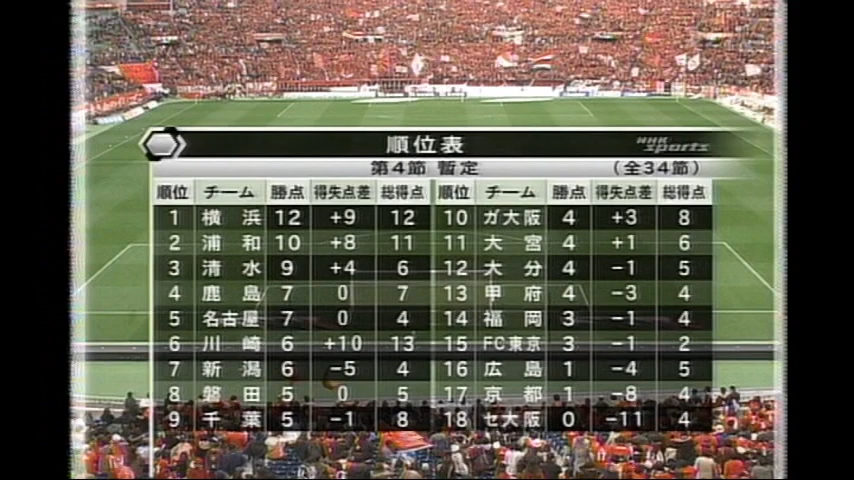 順位表
NHK sports
第4節 暫定 (全34節)
順位 チーム 勝点 得失点差 総得点 順位 チーム 勝点 得失点差 総得点
1 横浜 12 +9 12 10 ガ大阪 4 +3 8
2 浦和 10 +8 11 11 大宮 4 +1 6
3 清水 9 +4 6 12 大分 4 -1 5
4 鹿島 7 0 7 13 甲府 4 -3 4
5 名古屋 7 0 4 14 福岡 3 -1 4
6 川崎 6 +10 13 15 FC東京 3 -1 2
7 新潟 6 -5 4 16 広島 1 -4 5
8 磐田 5 0 5 17 京都 1 -8 4
9 千葉 5 -1 8 18 セ大阪 0 -11 4